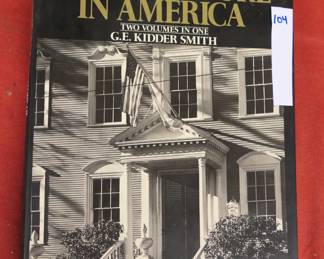 IN AMERICA
TWO VOLUMES IN ONE
G.E. KIDDER SMITH
104